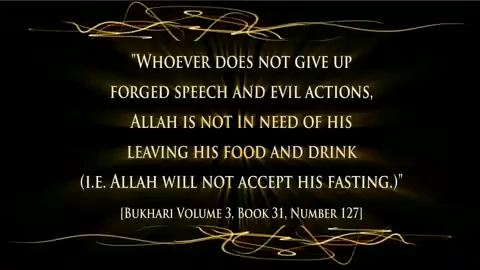 "Whoever does not give up
forged speech and evil actions,
Allah is not in need of his
leaving his food and drink
(i.e. Allah will not accept his fasting.)"
[Bukhari Volume 3, Book 31, Number 127]